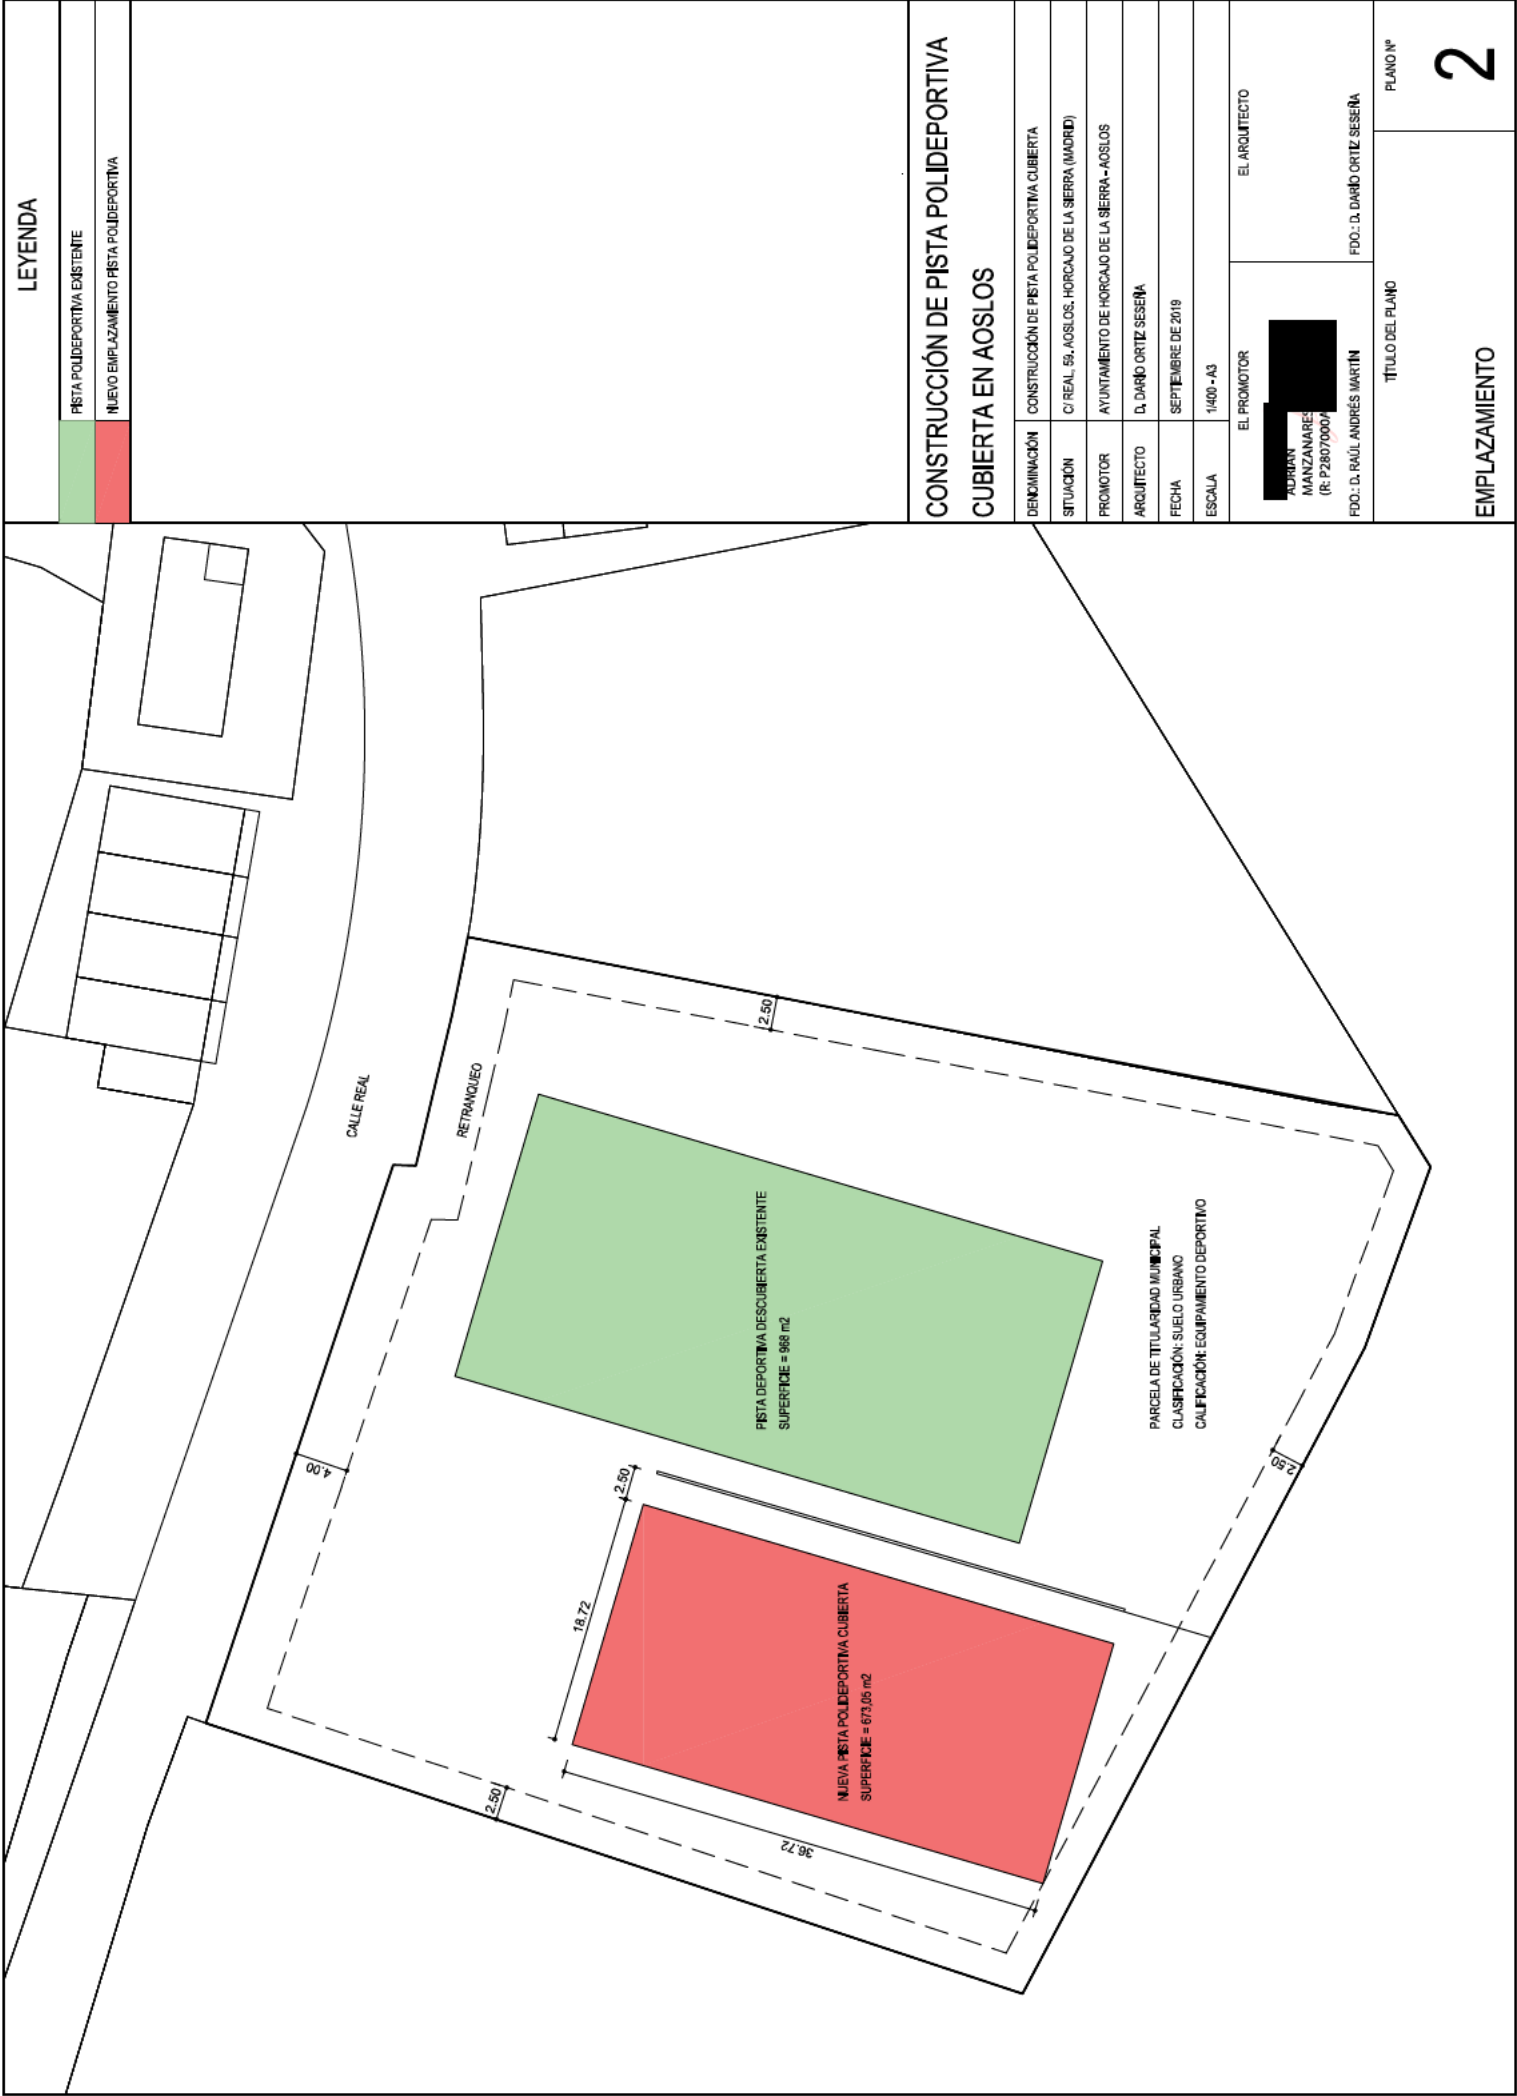 LEYENDA
PISTA POLIDEPORTIVA EXISTENTE
NUEVO EMPLAZAMIENTO PISTA POLIDEPORTIVA
CALLE REAL
RETRANQUEO
2.50
4.00
2.50
18.72
2.50
36.72
2.50
PISTA DEPORTIVA DESCUBIERTA EXISTENTE
SUPERFICIE = 968 m2
NUEVA PISTA POLIDEPORTIVA CUBIERTA
SUPERFICIE = 673,05 m2
PARCELA DE TITULARIDAD MUNICIPAL
CLASIFICACIÓN: SUELO URBANO
CALIFICACIÓN: EQUIPAMIENTO DEPORTIVO
CONSTRUCCIÓN DE PISTA POLIDEPORTIVA
CUBIERTA EN AOSLOS
DENOMINACIÓN CONSTRUCCIÓN DE PISTA POLIDEPORTIVA CUBIERTA
SITUACIÓN C/ REAL, 59. AOSLOS. HORCAJO DE LA SIERRA (MADRID)
PROMOTOR AYUNTAMIENTO DE HORCAJO DE LA SIERRA - AOSLOS
ARQUITECTO D. DARÍO ORTIZ SESEÑA
FECHA SEPTIEMBRE DE 2019
ESCALA 1/400 - A3
EL PROMOTOR
ADRIAN
MANZANARES
(R: P2807000A
FDO.: D. RAÚL ANDRÉS MARTÍN
EL ARQUITECTO
FDO.: D. DARÍO ORTIZ SESEÑA
TÍTULO DEL PLANO
EMPLAZAMIENTO
PLANO Nº
2